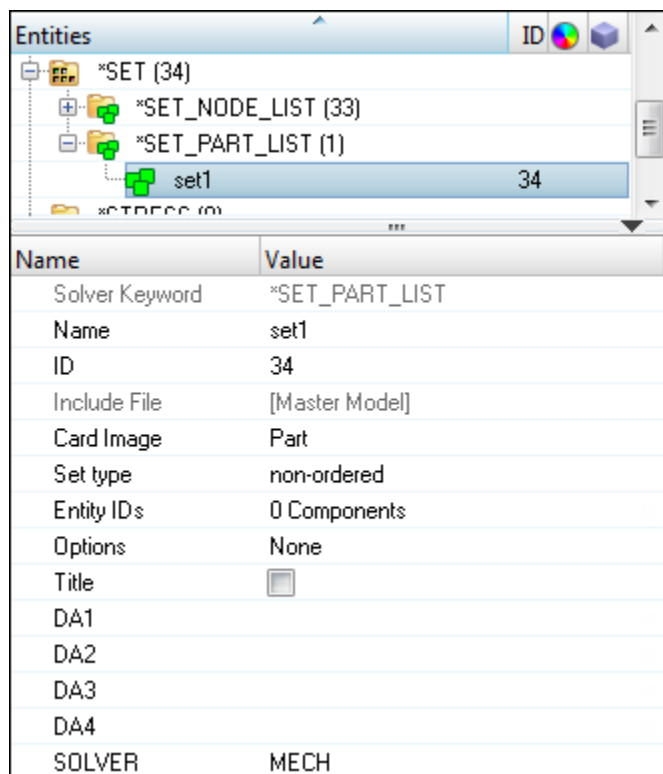 Entities ID
*SET (34)
*SET_NODE_LIST (33)
*SET_PART_LIST (1)
set1 34
Name Value
Solver Keyword *SET_PART_LIST
Name set1
ID 34
Include File [Master Model]
Card Image Part
Set type non-ordered
Entity IDs 0 Components
Options None
Title
DA1
DA2
DA3
DA4
SOLVER MECH